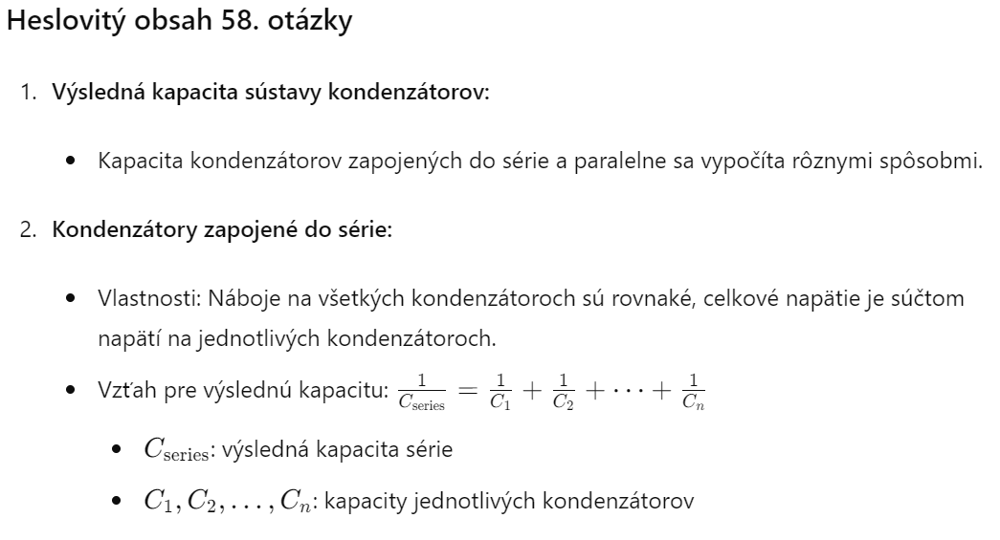 Heslovitý obsah 58. otázky
1. Výsledná kapacita sústavy kondenzátorov:
• Kapacita kondenzátorov zapojených do série a paralelne sa vypočíta rôznymi spôsobmi.
2. Kondenzátory zapojené do série:
• Vlastnosti: Náboje na všetkých kondenzátoroch sú rovnaké, celkové napätie je súčtom
napätí na jednotlivých kondenzátoroch.
• Vzťah pre výslednú kapacitu: $\frac{1}{C_{\text{series}}} = \frac{1}{C_1} + \frac{1}{C_2} + \cdots + \frac{1}{C_n}$
• $C_{\text{series}}$: výsledná kapacita série
• $C_1, C_2, \ldots, C_n$: kapacity jednotlivých kondenzátorov